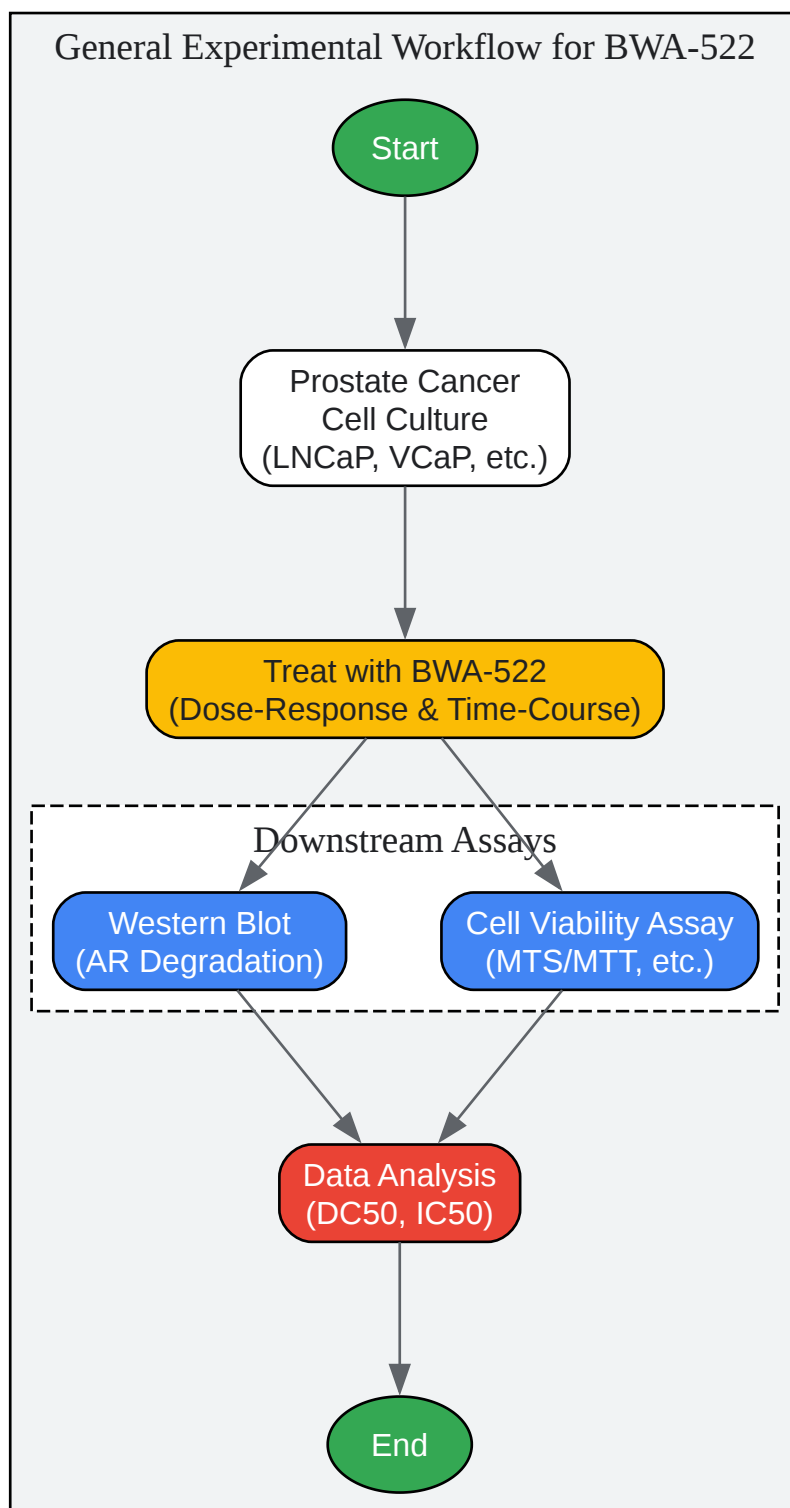 General Experimental Workflow for BWA-522
Start
Prostate Cancer
Cell Culture
(LNCaP, VCaP, etc.)
Treat with BWA-522
(Dose-Response & Time-Course)
Downstream Assays
Western Blot
(AR Degradation)
Cell Viability Assay
(MTS/MTT, etc.)
Data Analysis
(DC50, IC50)
End